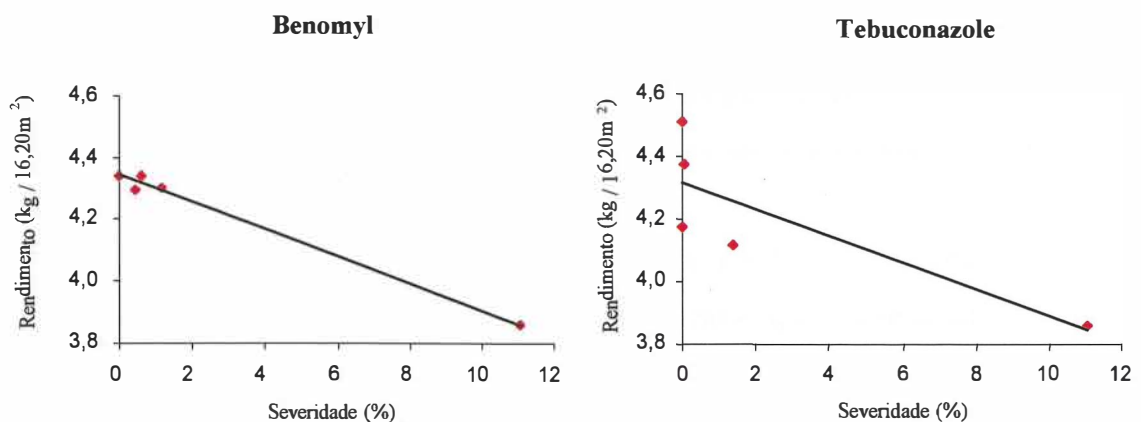 Benomyl
Rendimento (kg / 16,20m ²)
4,6
4,4
4,2
4,0
3,8
0 2 4 6 8 10 12
Severidade (%)
Tebuconazole
Rendimento (kg / 16,20m ²)
4,6
4,4
4,2
4,0
3,8
0 2 4 6 8 10 12
Severidade (%)